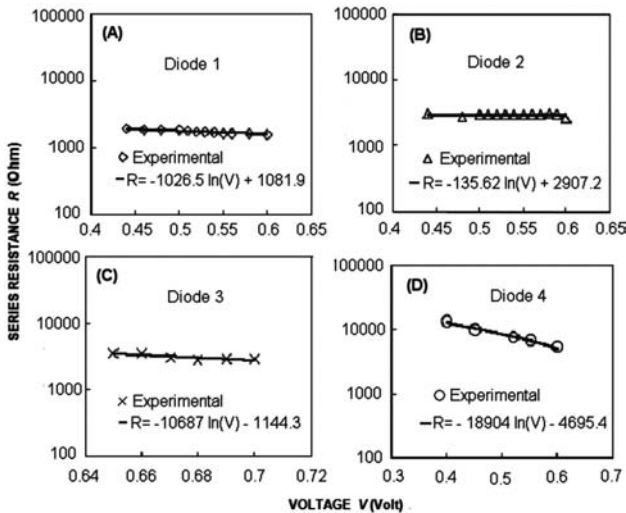 SERIES RESISTANCE R (Ohm)
(A)
Diode 1
100000
10000
1000
100
Experimental
R= -1026.5 ln(V) + 1081.9
0.4 0.45 0.5 0.55 0.6 0.65
(B)
Diode 2
100000
10000
1000
100
Experimental
R= -135.62 ln(V) + 2907.2
0.4 0.45 0.5 0.55 0.6 0.65
(C)
Diode 3
100000
10000
1000
100
Experimental
R= -10687 ln(V) - 1144.3
0.64 0.66 0.68 0.7 0.72
(D)
Diode 4
100000
10000
1000
100
Experimental
R= - 18904 ln(V) - 4695.4
0.3 0.4 0.5 0.6 0.7
VOLTAGE V (Volt)